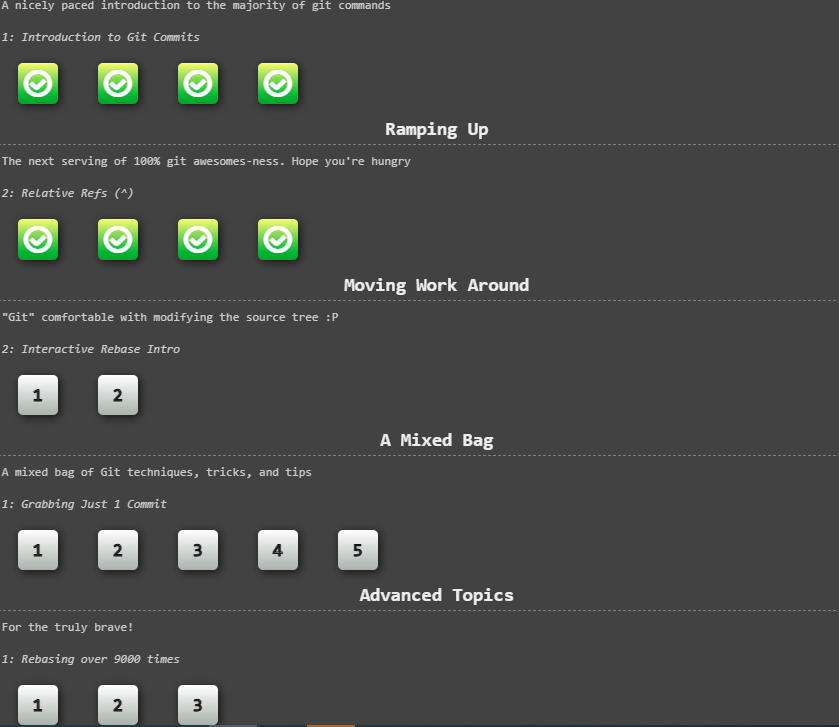 A nicely paced introduction to the majority of git commands
1: Introduction to Git Commits
Ramping Up
The next serving of 100% git awesomes-ness. Hope you're hungry
2: Relative Refs (^)
Moving Work Around
"Git" comfortable with modifying the source tree :P
2: Interactive Rebase Intro
1 2
A Mixed Bag
A mixed bag of Git techniques, tricks, and tips
1: Grabbing Just 1 Commit
1 2 3 4 5
Advanced Topics
For the truly brave!
1: Rebasing over 9000 times
1 2 3